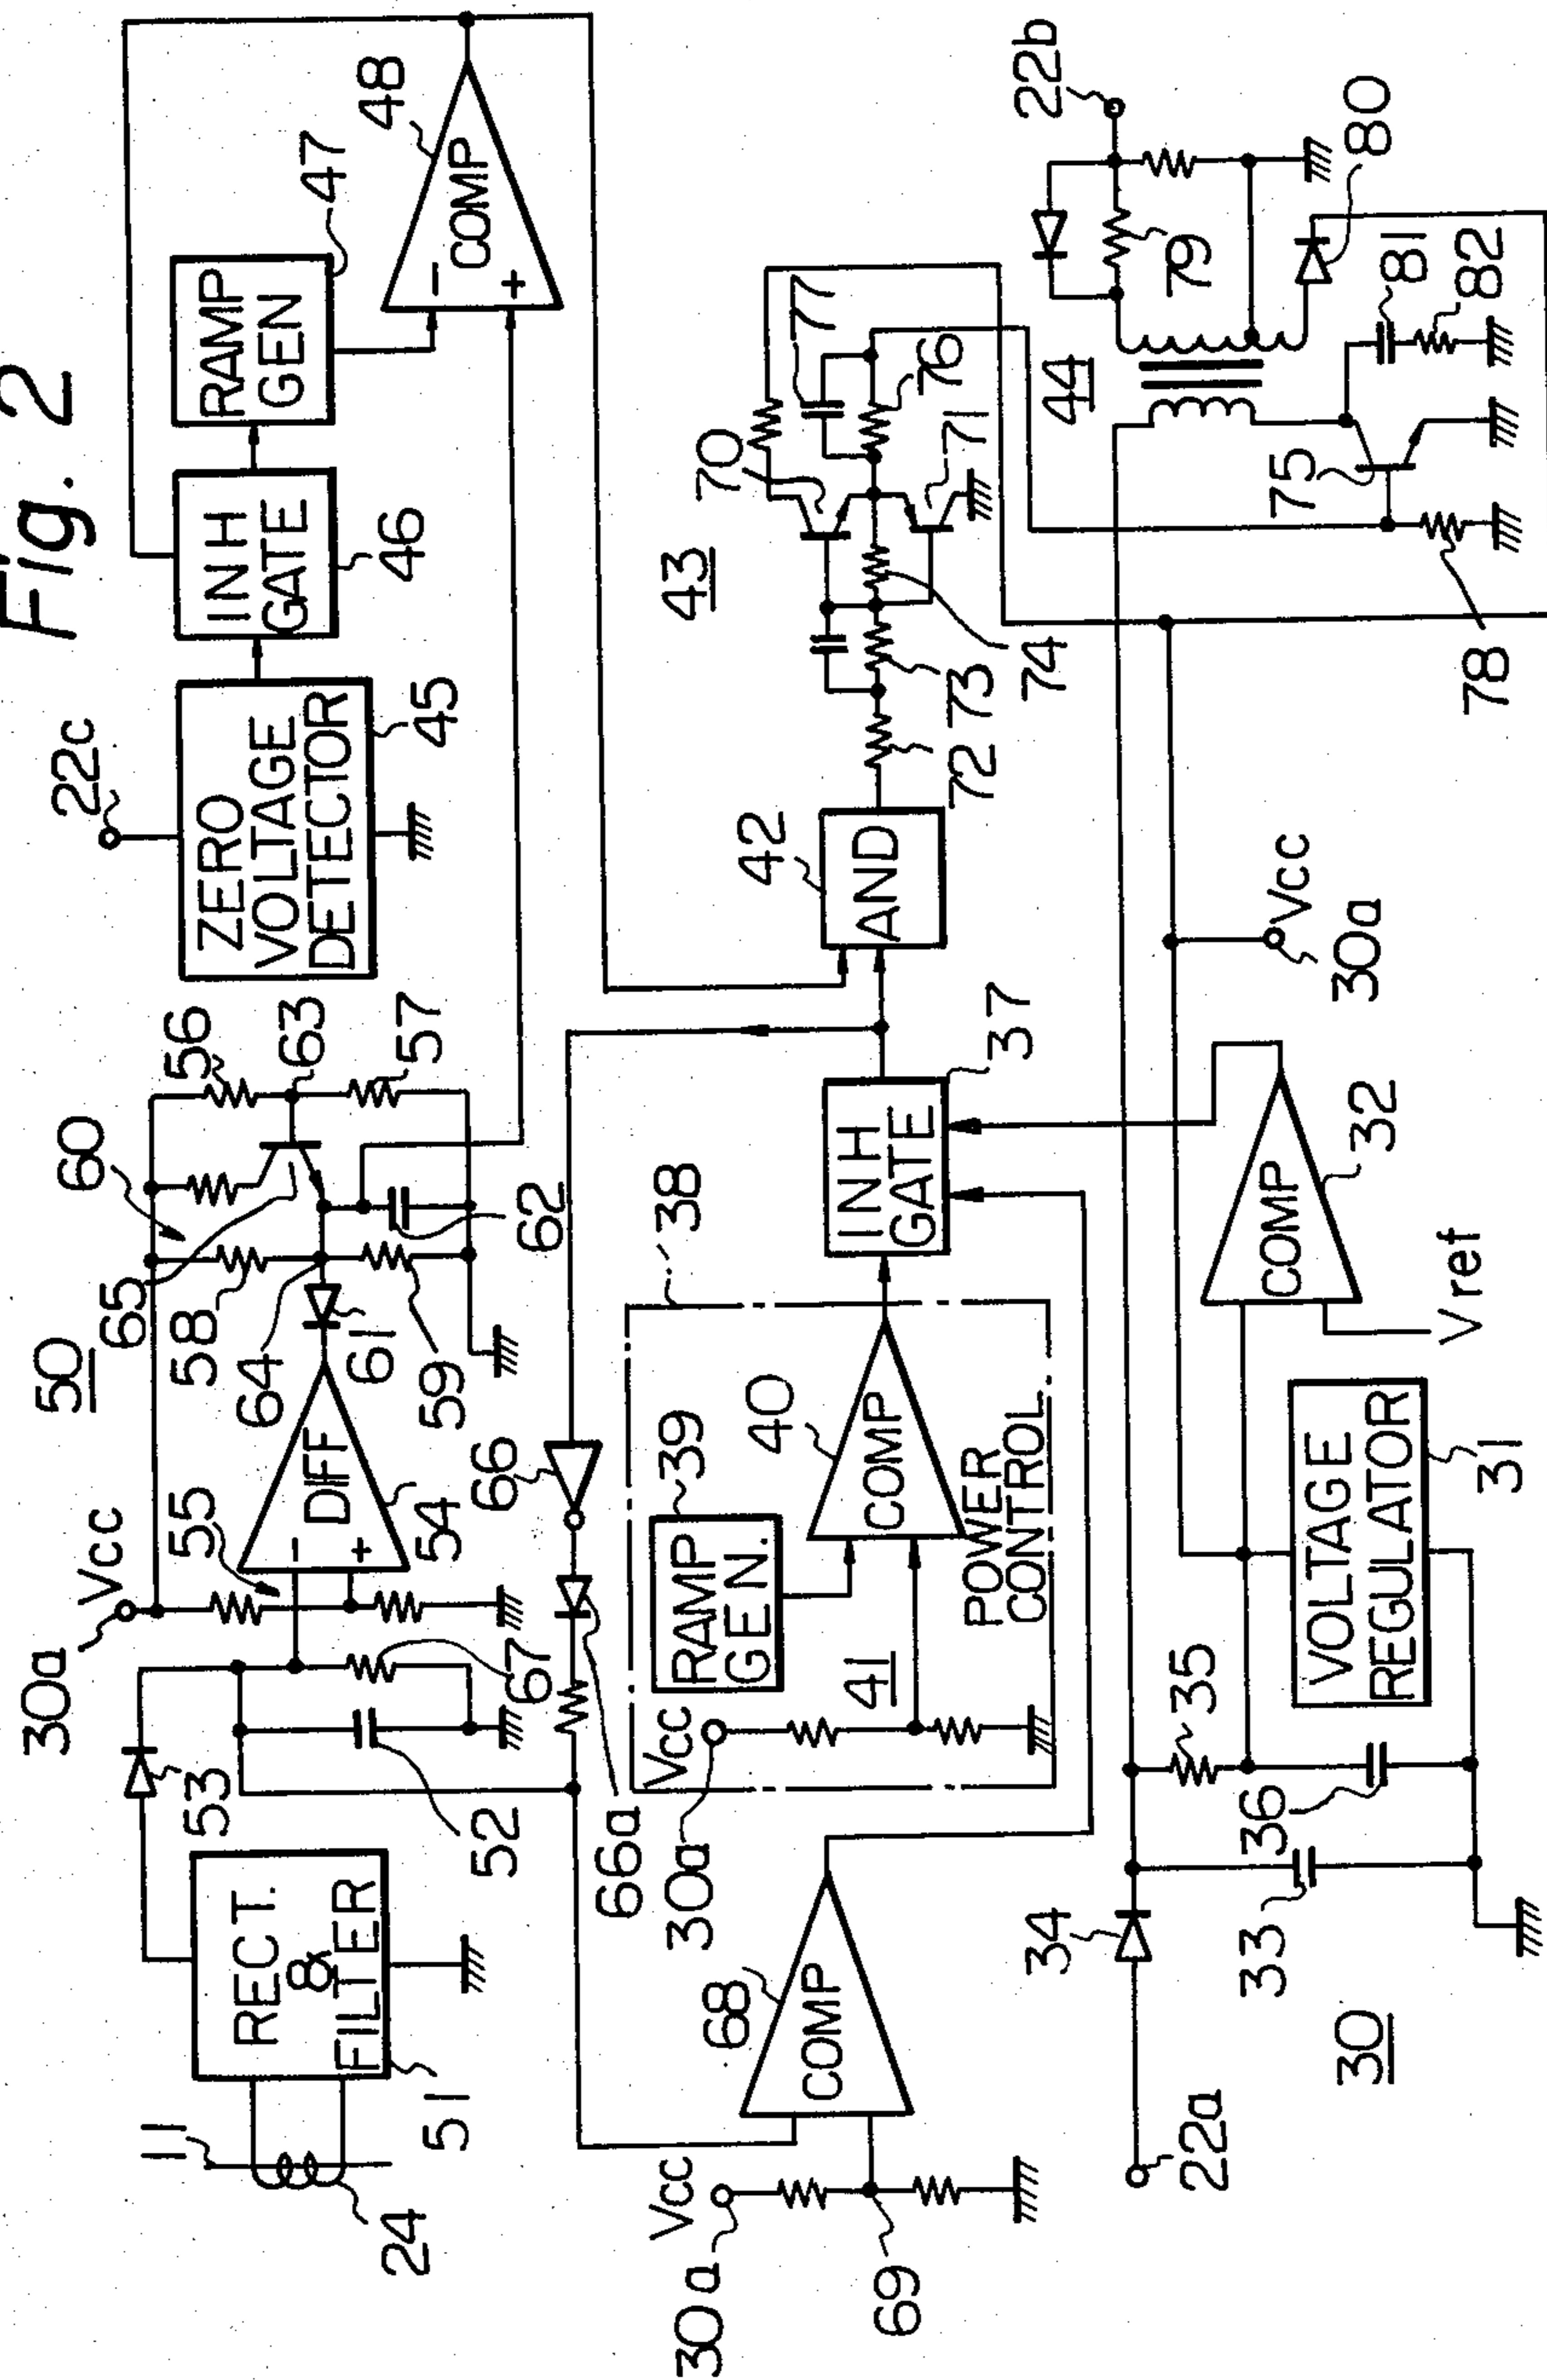 Fig. 2
11
24
RECT.
&
FILTER
51
53
52
30a
Vcc
55
67
DIFF
-
+
54
50
60
65
58
64
61
59
56
63
57
62
22c
ZERO
VOLTAGE
DETECTOR
45
INH
GATE
46
RAMP
GEN
47
COMP
-
+
48
66
66a
38
RAMP
GEN.
39
COMP
40
41
Vcc
30a
POWER
CONTROL
INH
GATE
37
AND
42
43
72
73
74
70
71
77
76
44
22b
79
80
81
82
75
78
Vcc
30a
68
COMP
Vcc
30a
69
22a
34
33
36
35
30
VOLTAGE
REGULATOR
31
COMP
32
Vref